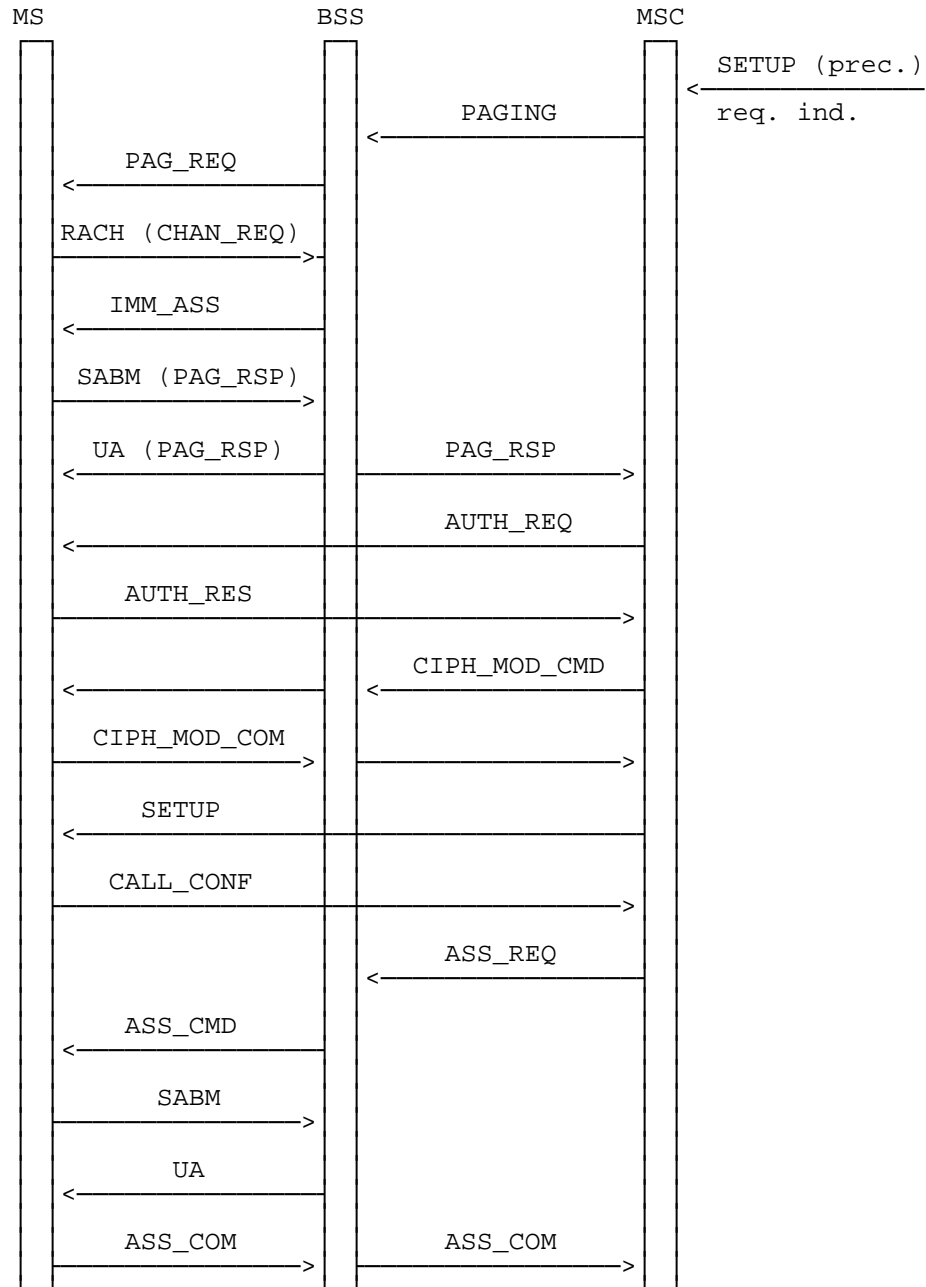 MS BSS MSC
SETUP (prec.)
PAGING req. ind.
PAG_REQ
RACH (CHAN_REQ)
IMM_ASS
SABM (PAG_RSP)
UA (PAG_RSP) PAG_RSP
AUTH_REQ
AUTH_RES
CIPH_MOD_CMD
CIPH_MOD_COM
SETUP
CALL_CONF
ASS_REQ
ASS_CMD
SABM
UA
ASS_COM ASS_COM